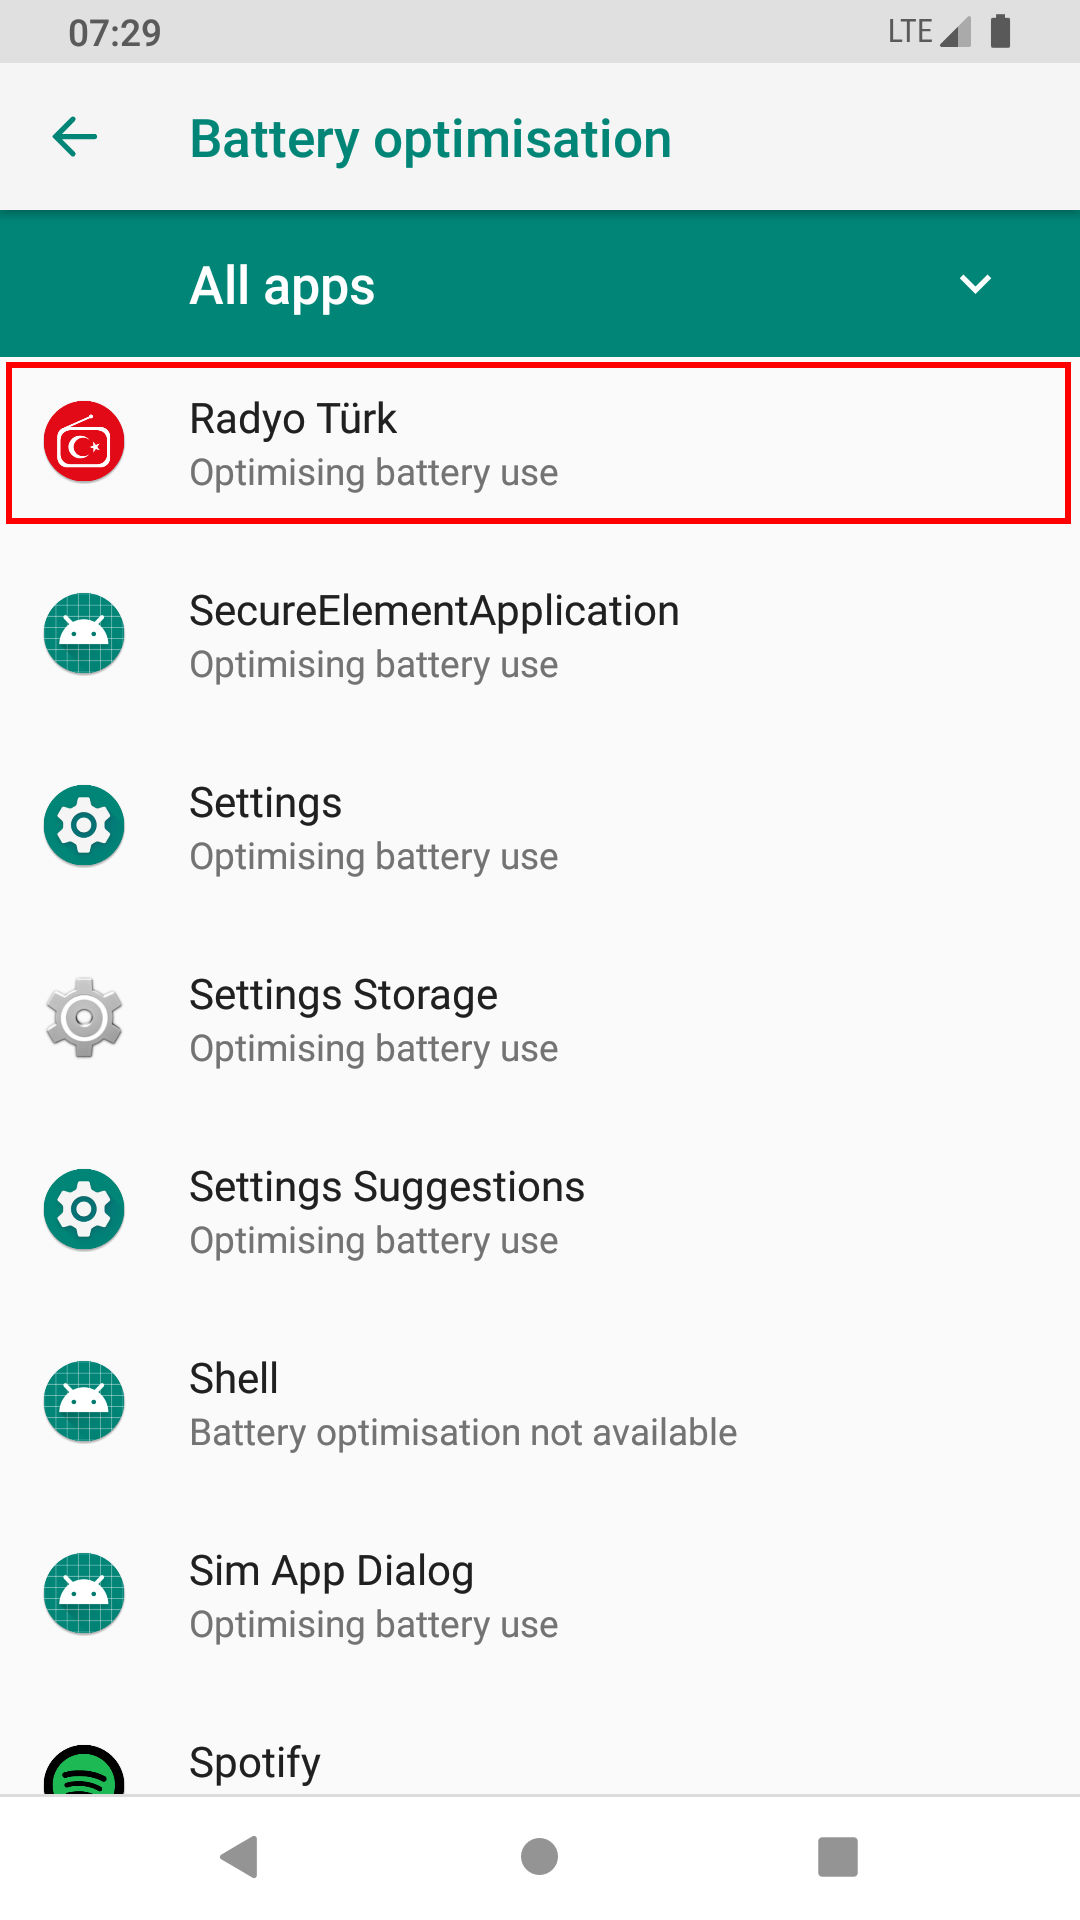 07:29
LTE
Battery optimisation
All apps
Radyo Türk
Optimising battery use
SecureElementApplication
Optimising battery use
Settings
Optimising battery use
Settings Storage
Optimising battery use
Settings Suggestions
Optimising battery use
Shell
Battery optimisation not available
Sim App Dialog
Optimising battery use
Spotify